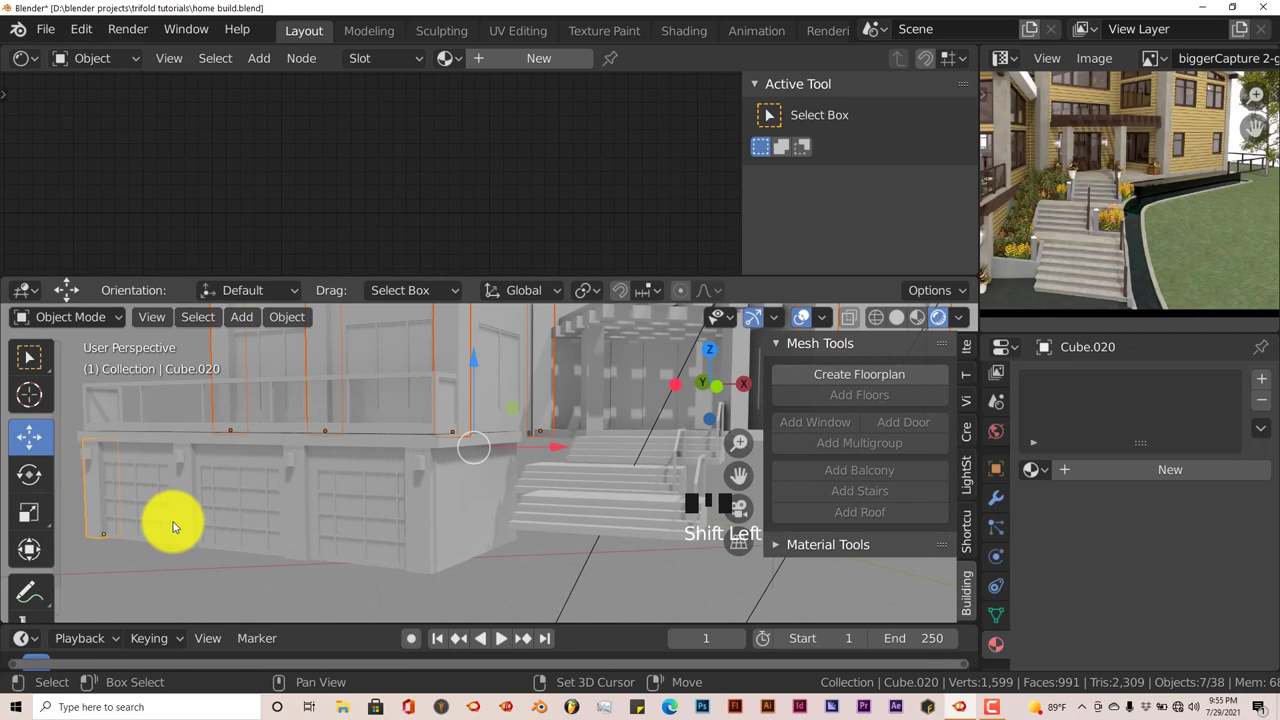 Blender* [D:\blender projects\trifold tutorials\home build.blend]
File Edit Render Window Help Layout Modeling Sculpting UV Editing Texture Paint Shading Animation Renderi Scene View Layer
Object View Select Add Node Slot New View Image biggerCapture 2-g
Active Tool
Select Box
Orientation: Default Drag: Select Box Global Options
Object Mode View Select Add Object
User Perspective
(1) Collection | Cube.020
Z
Y
X
Mesh Tools
Create Floorplan
Add Floors
Add Window Add Door
Add Multigroup
Add Balcony
Add Stairs
Add Roof
Material Tools
Ite
T
Vi
Cre
LightSt
Shortcu
Building
Shift Left
Cube.020
New
Playback Keying View Marker 1 Start 1 End 250
Select Box Select Pan View Set 3D Cursor Move Collection | Cube.020 Verts:1,599 | Faces:991 | Tris:2,309 | Objects:7/38 | Mem: 68
Type here to search 89°F 9:55 PM
7/29/2021